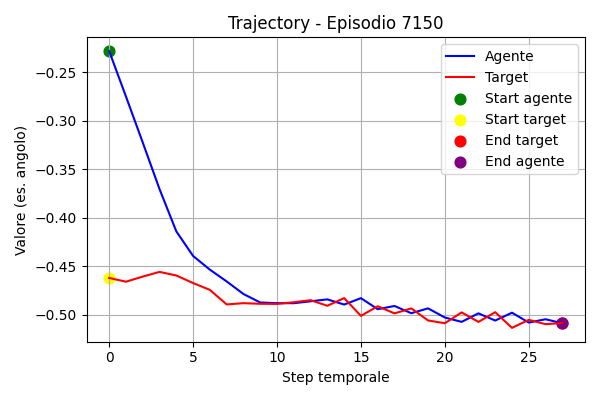 Trajectory - Episodio 7150
Agente
Target
Start agente
Start target
End target
End agente
Valore (es. angolo)
−0.25
−0.30
−0.35
−0.40
−0.45
−0.50
0 5 10 15 20 25
Step temporale